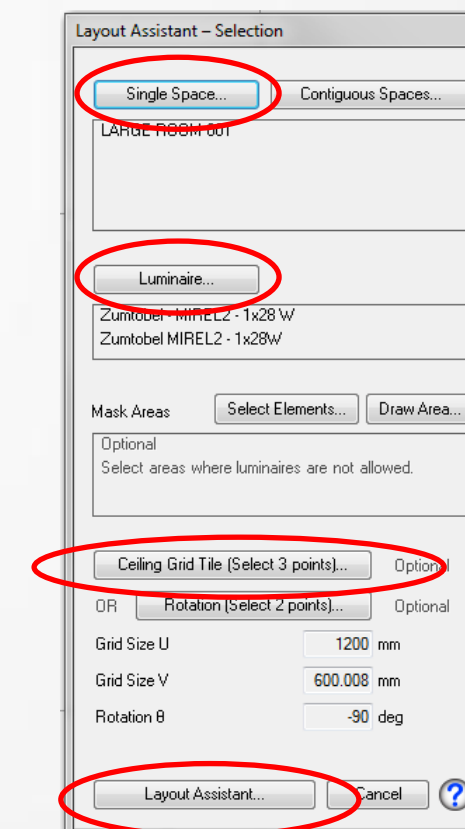 Layout Assistant – Selection
Single Space... Contiguous Spaces...
LARGE ROOM 001
Luminaire...
Zumtobel - MIREL2 - 1x28 W
Zumtobel MIREL2 - 1x28W
Mask Areas Select Elements... Draw Area...
Optional
Select areas where luminaires are not allowed.
Ceiling Grid Tile (Select 3 points)... Optional
OR Rotation (Select 2 points)... Optional
Grid Size U 1200 mm
Grid Size V 600.008 mm
Rotation θ -90 deg
Layout Assistant... Cancel ?